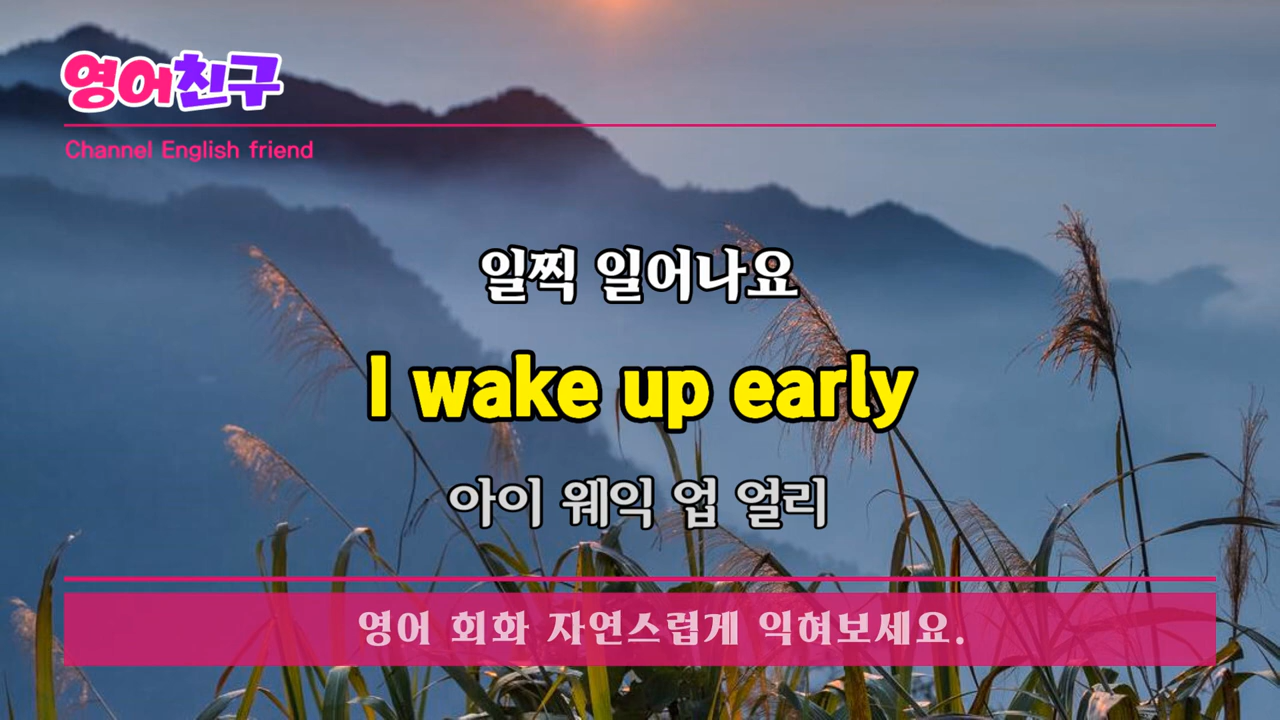 영어친구
Channel English friend
일찍 일어나요
I wake up early
아이 웨익 업 얼리
영어 회화 자연스럽게 익혀보세요.